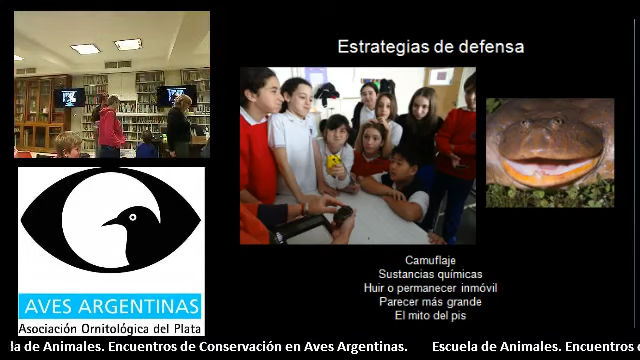 Estrategias de defensa
Camuflaje
Sustancias químicas
Huir o permanecer inmóvil
Parecer más grande
El mito del pis
AVES ARGENTINAS
Asociación Ornitológica del Plata
la de Animales. Encuentros de Conservación en Aves Argentinas. Escuela de Animales. Encuentros